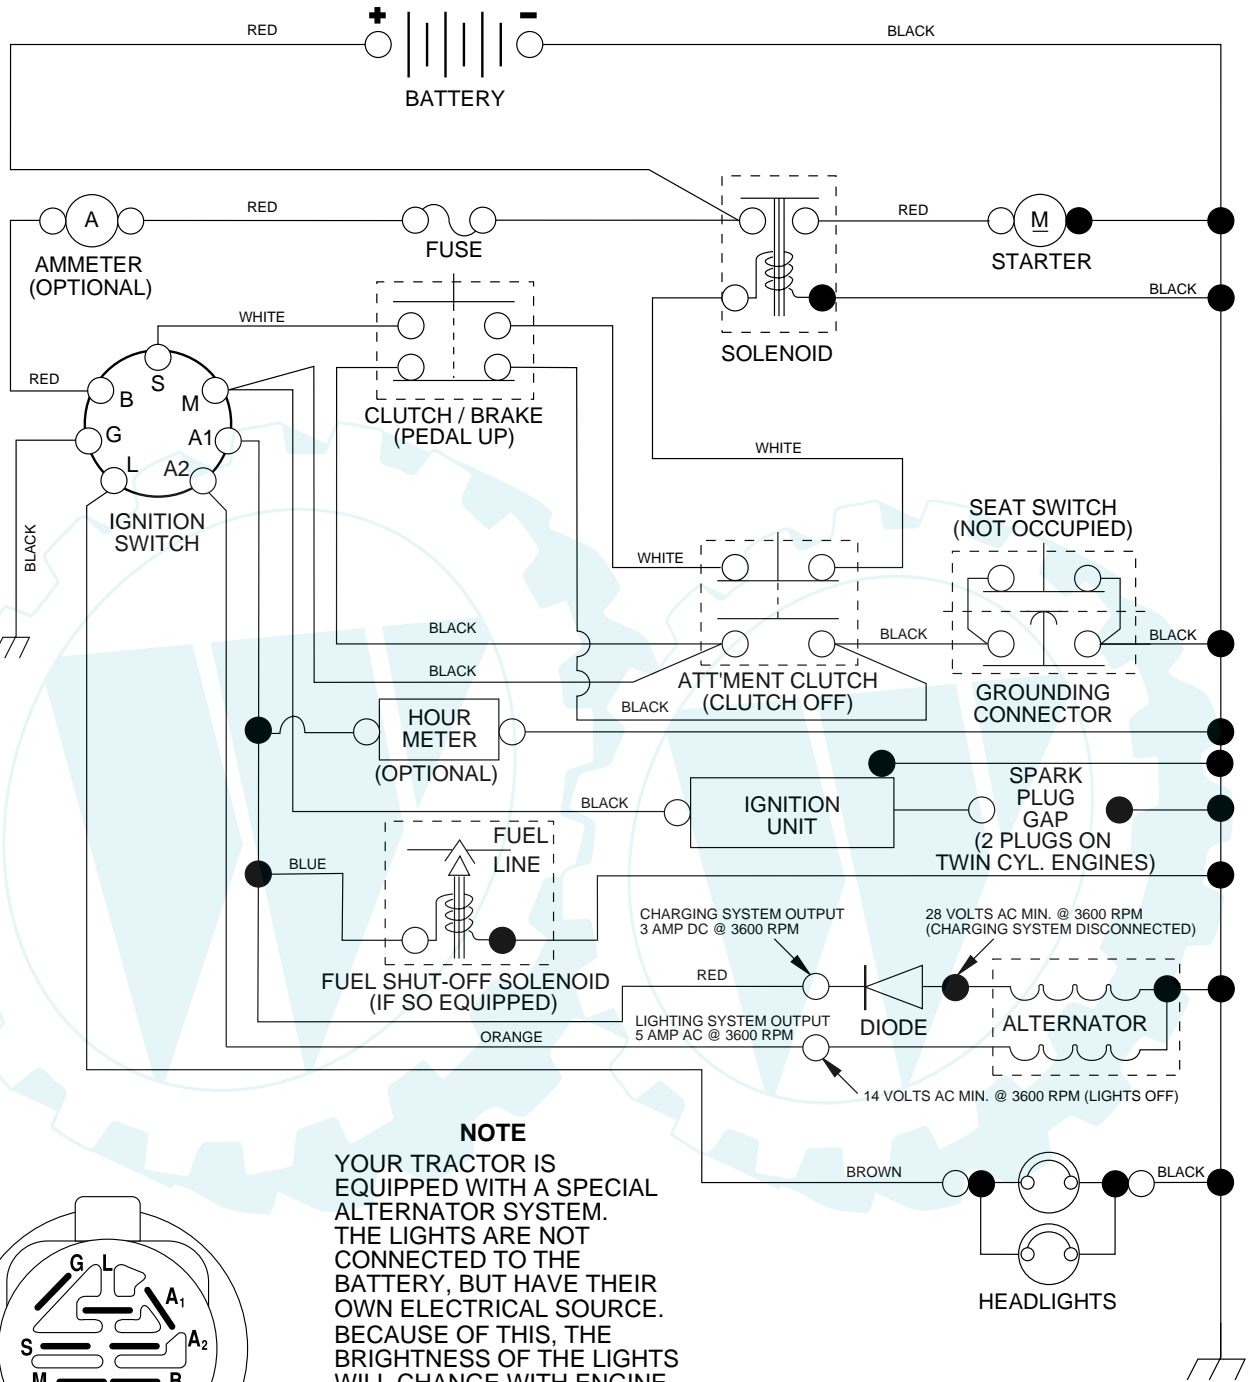 + -
RED
BLACK
BATTERY
RED
A
FUSE
RED
M
AMMETER
(OPTIONAL)
STARTER
BLACK
WHITE
SOLENOID
RED
S
B
M
G
A1
L
A2
CLUTCH / BRAKE
(PEDAL UP)
WHITE
BLACK
IGNITION
SWITCH
SEAT SWITCH
(NOT OCCUPIED)
WHITE
BLACK
BLACK
BLACK
BLACK
ATT'MENT CLUTCH
(CLUTCH OFF)
GROUNDING
CONNECTOR
BLACK
HOUR
METER
(OPTIONAL)
BLACK
IGNITION
UNIT
SPARK
PLUG
GAP
(2 PLUGS ON
TWIN CYL. ENGINES)
BLUE
FUEL
LINE
FUEL SHUT-OFF SOLENOID
(IF SO EQUIPPED)
CHARGING SYSTEM OUTPUT
3 AMP DC @ 3600 RPM
28 VOLTS AC MIN. @ 3600 RPM
(CHARGING SYSTEM DISCONNECTED)
RED
DIODE
ALTERNATOR
LIGHTING SYSTEM OUTPUT
5 AMP AC @ 3600 RPM
ORANGE
14 VOLTS AC MIN. @ 3600 RPM (LIGHTS OFF)
BROWN
BLACK
HEADLIGHTS
NOTE
YOUR TRACTOR IS
EQUIPPED WITH A SPECIAL
ALTERNATOR SYSTEM.
THE LIGHTS ARE NOT
CONNECTED TO THE
BATTERY, BUT HAVE THEIR
OWN ELECTRICAL SOURCE.
BECAUSE OF THIS, THE
BRIGHTNESS OF THE LIGHTS
WILL CHANGE WITH ENGINE
G L
A1
S
A2
M
B